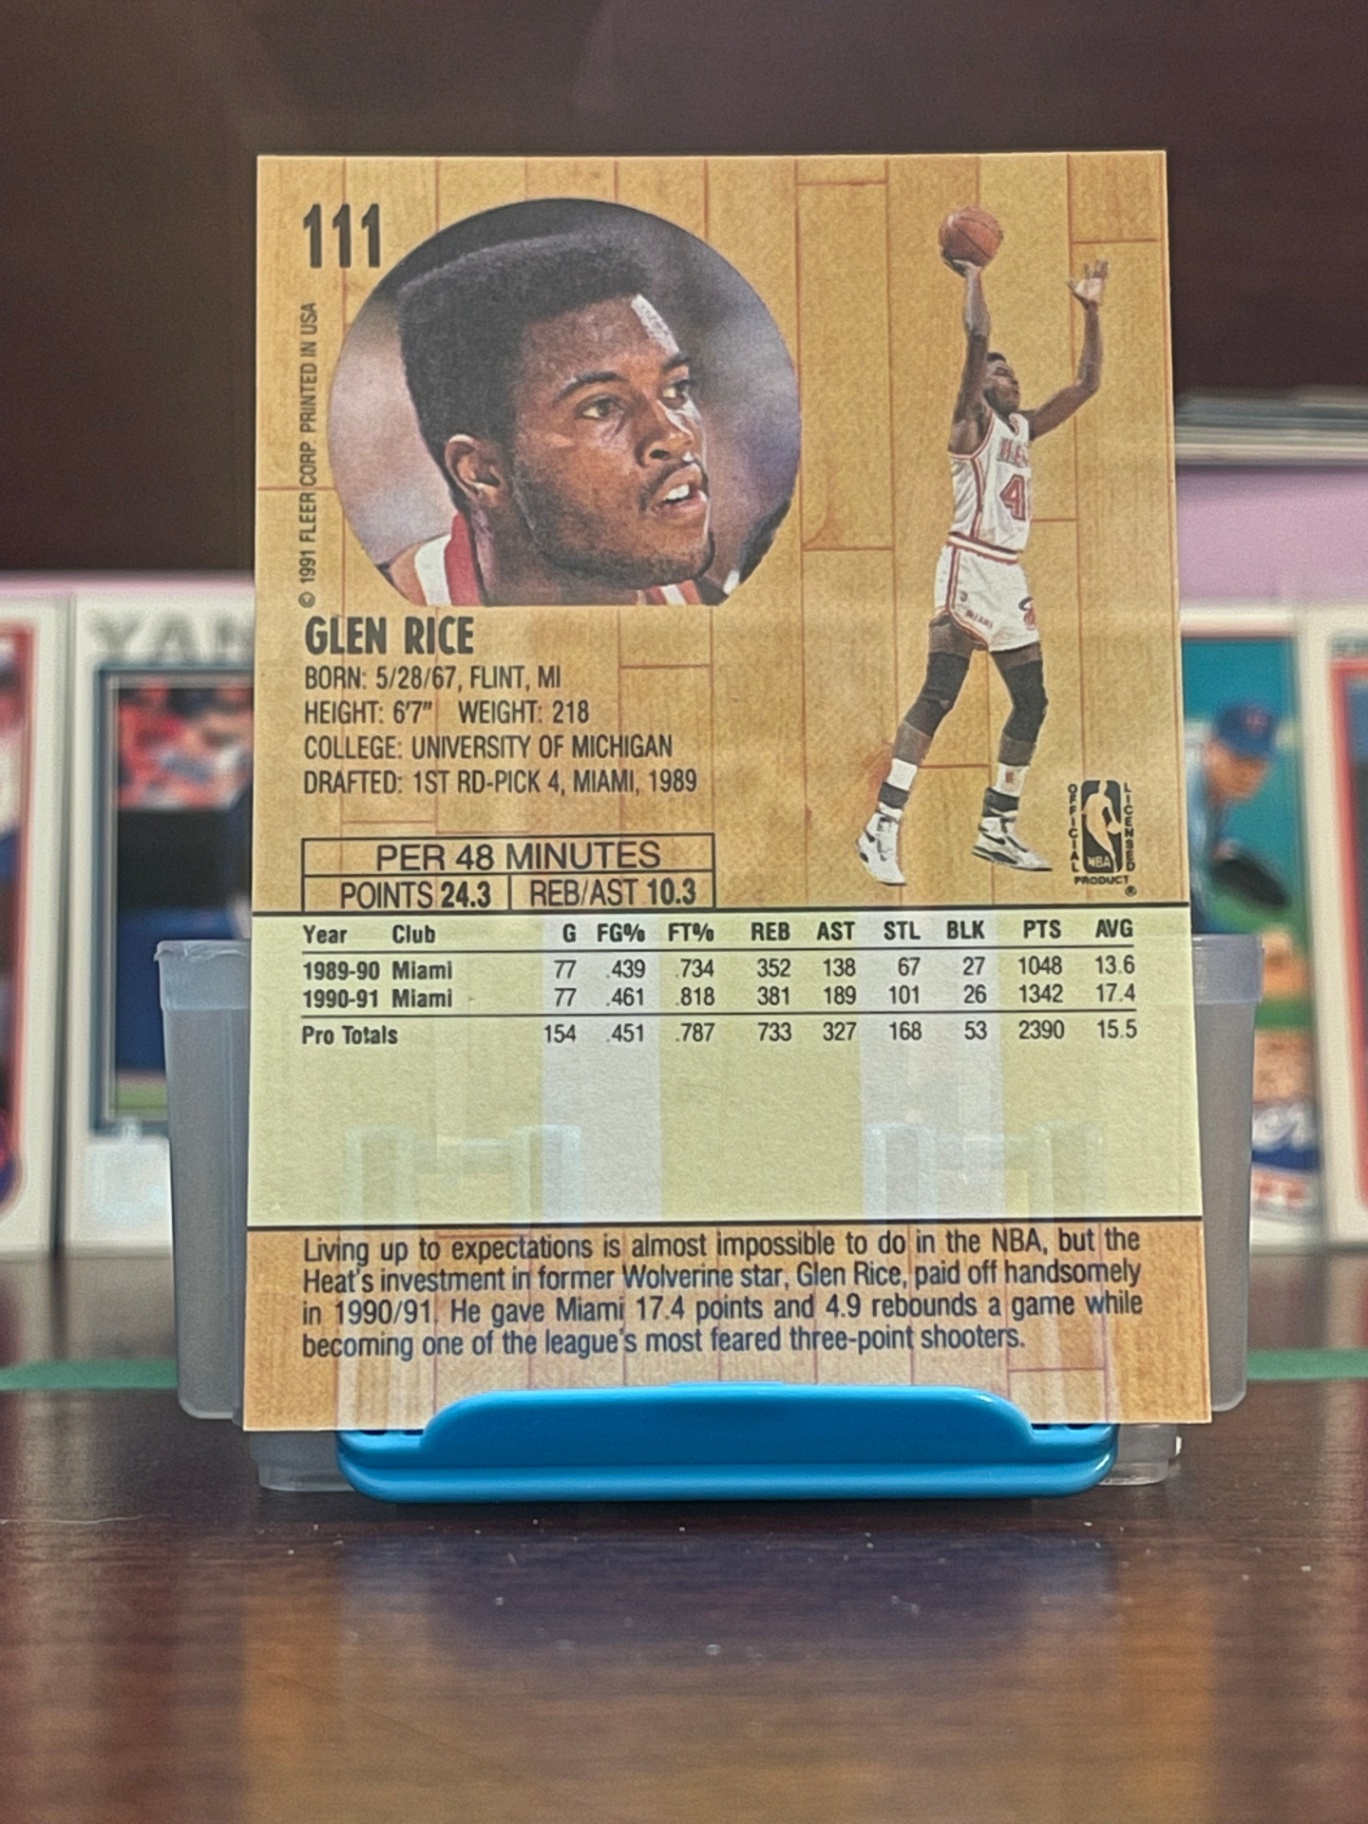 111
© 1991 FLEER CORP. PRINTED IN USA
HEAT
4
GLEN RICE
BORN: 5/28/67, FLINT, MI
HEIGHT: 6'7" WEIGHT: 218
COLLEGE: UNIVERSITY OF MICHIGAN
DRAFTED: 1ST RD-PICK 4, MIAMI, 1989
OFFICIAL LICENSED
NBA
PRODUCT ®
PER 48 MINUTES
POINTS 24.3 REB/AST 10.3
Year Club G FG% FT% REB AST STL BLK PTS AVG
1989-90 Miami 77 .439 .734 352 138 67 27 1048 13.6
1990-91 Miami 77 .461 .818 381 189 101 26 1342 17.4
Pro Totals 154 .451 .787 733 327 168 53 2390 15.5
Living up to expectations is almost impossible to do in the NBA, but the
Heat's investment in former Wolverine star, Glen Rice, paid off handsomely
in 1990/91. He gave Miami 17.4 points and 4.9 rebounds a game while
becoming one of the league's most feared three-point shooters.
YAN